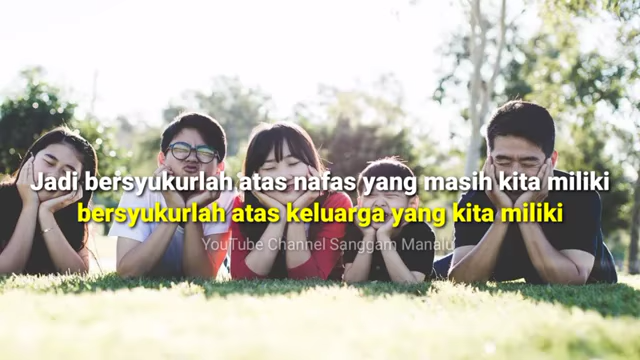 Jadi bersyukurlah atas nafas yang masih kita miliki
bersyukurlah atas keluarga yang kita miliki
YouTube Channel Sanggam Manalu